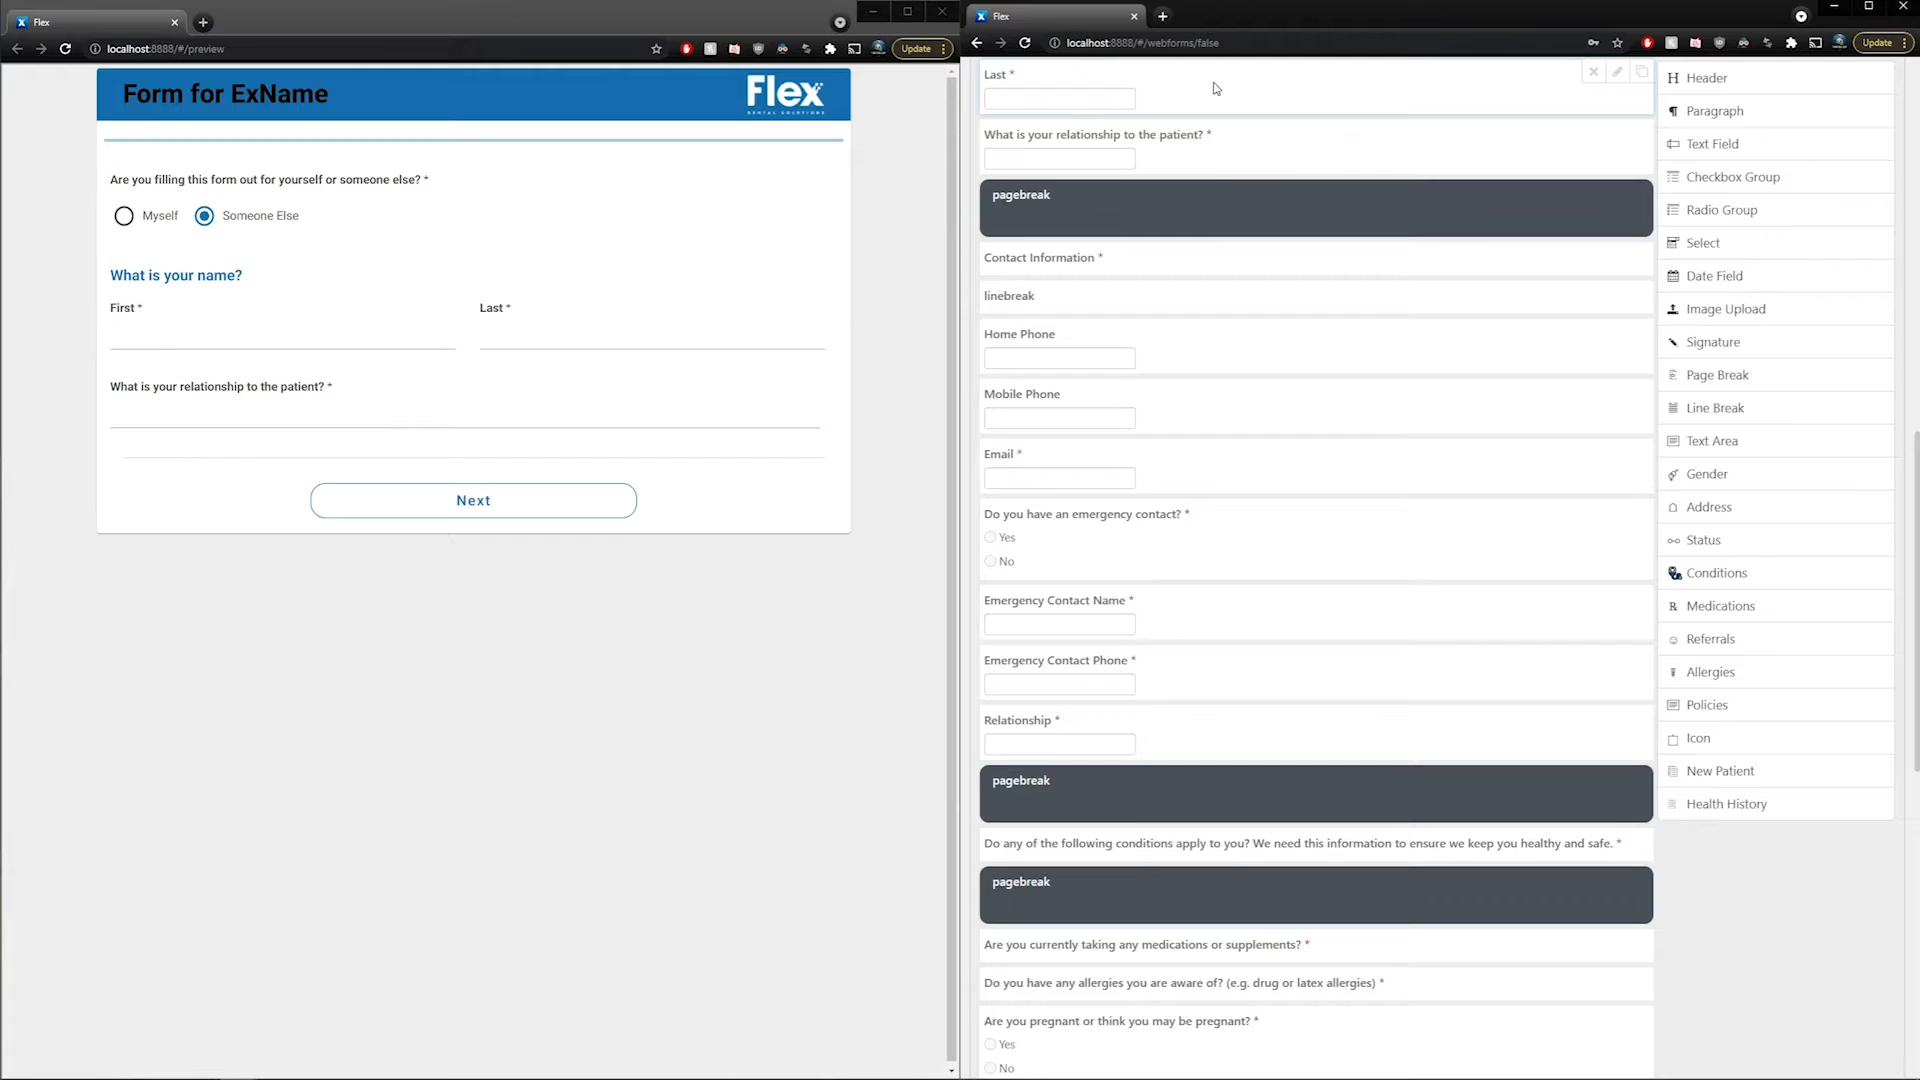 Flex
localhost:8888/#/preview
Update
Form for ExName
Flex
DENTAL SOLUTIONS
Are you filling this form out for yourself or someone else? *
Myself
Someone Else
What is your name?
First *
Last *
What is your relationship to the patient? *
Next
Flex
localhost:8888/#/webforms/false
Update
Last *
What is your relationship to the patient? *
pagebreak
Contact Information *
linebreak
Home Phone
Mobile Phone
Email *
Do you have an emergency contact? *
Yes
No
Emergency Contact Name *
Emergency Contact Phone *
Relationship *
pagebreak
Do any of the following conditions apply to you? We need this information to ensure we keep you healthy and safe. *
pagebreak
Are you currently taking any medications or supplements? *
Do you have any allergies you are aware of? (e.g. drug or latex allergies) *
Are you pregnant or think you may be pregnant? *
Yes
No
Header
Paragraph
Text Field
Checkbox Group
Radio Group
Select
Date Field
Image Upload
Signature
Page Break
Line Break
Text Area
Gender
Address
Status
Conditions
Medications
Referrals
Allergies
Policies
Icon
New Patient
Health History